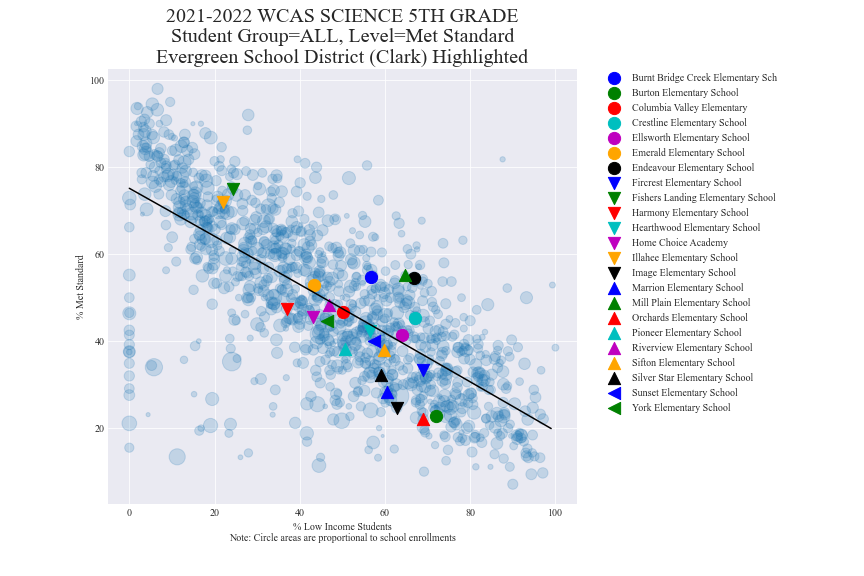 2021-2022 WCAS SCIENCE 5TH GRADE
Student Group=ALL, Level=Met Standard
Evergreen School District (Clark) Highlighted
100
80
60
40
20
% Met Standard
0
20
40
60
80
100
% Low Income Students
Note: Circle areas are proportional to school enrollments
Burnt Bridge Creek Elementary Sch
Burton Elementary School
Columbia Valley Elementary
Crestline Elementary School
Ellsworth Elementary School
Emerald Elementary School
Endeavour Elementary School
Fircrest Elementary School
Fishers Landing Elementary School
Harmony Elementary School
Hearthwood Elementary School
Home Choice Academy
Illahee Elementary School
Image Elementary School
Marrion Elementary School
Mill Plain Elementary School
Orchards Elementary School
Pioneer Elementary School
Riverview Elementary School
Sifton Elementary School
Silver Star Elementary School
Sunset Elementary School
York Elementary School